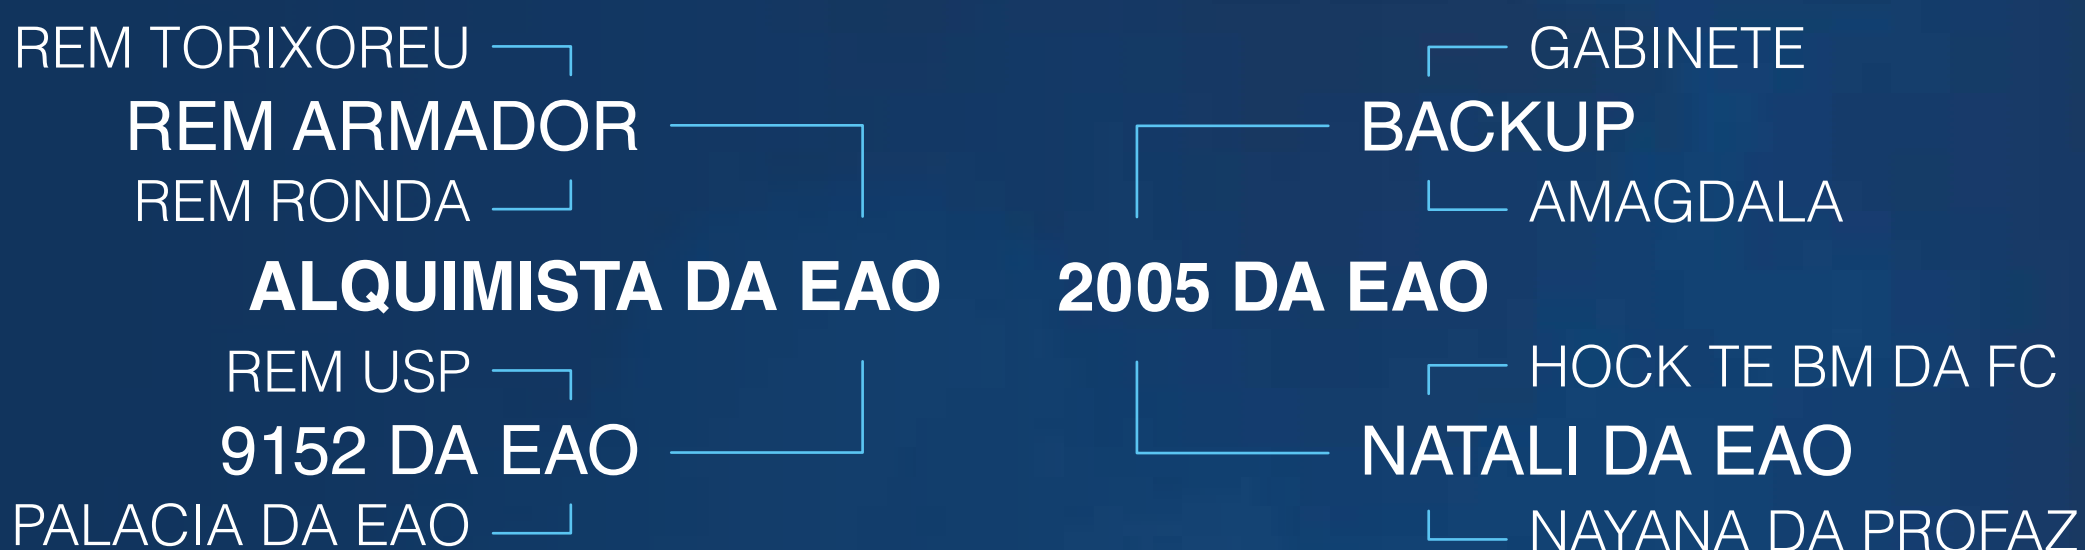 REM TORIXOREU
REM ARMADOR
REM RONDA
ALQUIMISTA DA EAO
REM USP
9152 DA EAO
PALACIA DA EAO
GABINETE
BACKUP
AMAGDALA
2005 DA EAO
HOCK TE BM DA FC
NATALI DA EAO
NAYANA DA PROFAZ